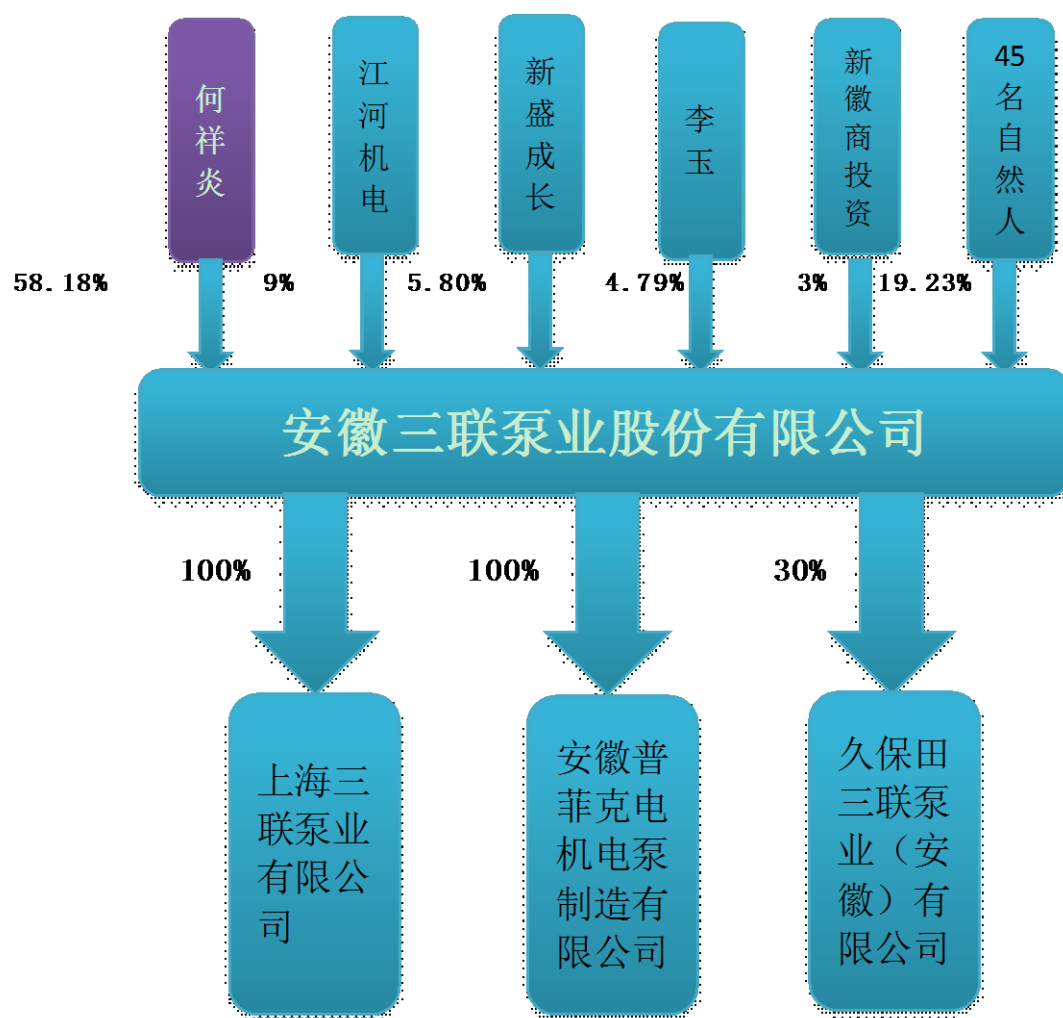 何祥炎
江河机电
新盛成长
李玉
新徽商投资
45名自然人
58.18%
9%
5.80%
4.79%
3%
19.23%
安徽三联泵业股份有限公司
100%
100%
30%
上海三
联泵业
有限公
司
安徽普
菲克电
机电泵
制造有
限公司
久保田
三联泵
业（安
徽）有
限公司